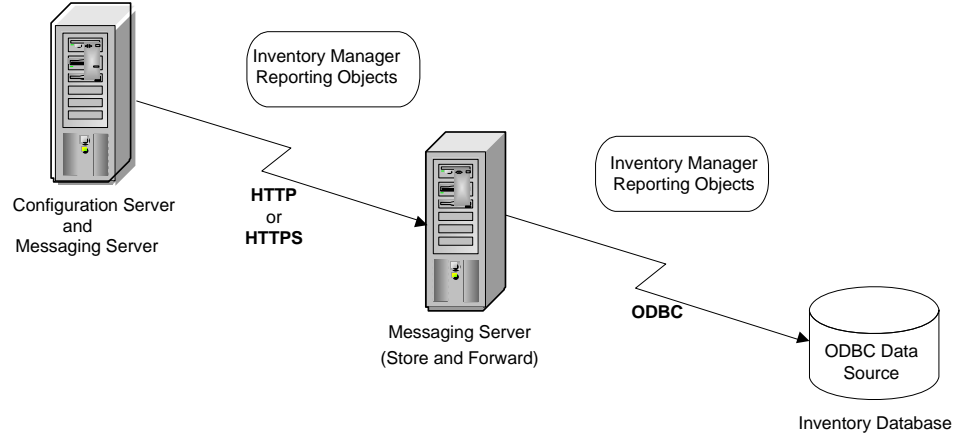 Inventory Manager
Reporting Objects
Configuration Server
and
Messaging Server
HTTP
or
HTTPS
Inventory Manager
Reporting Objects
Messaging Server
(Store and Forward)
ODBC
ODBC Data
Source
Inventory Database